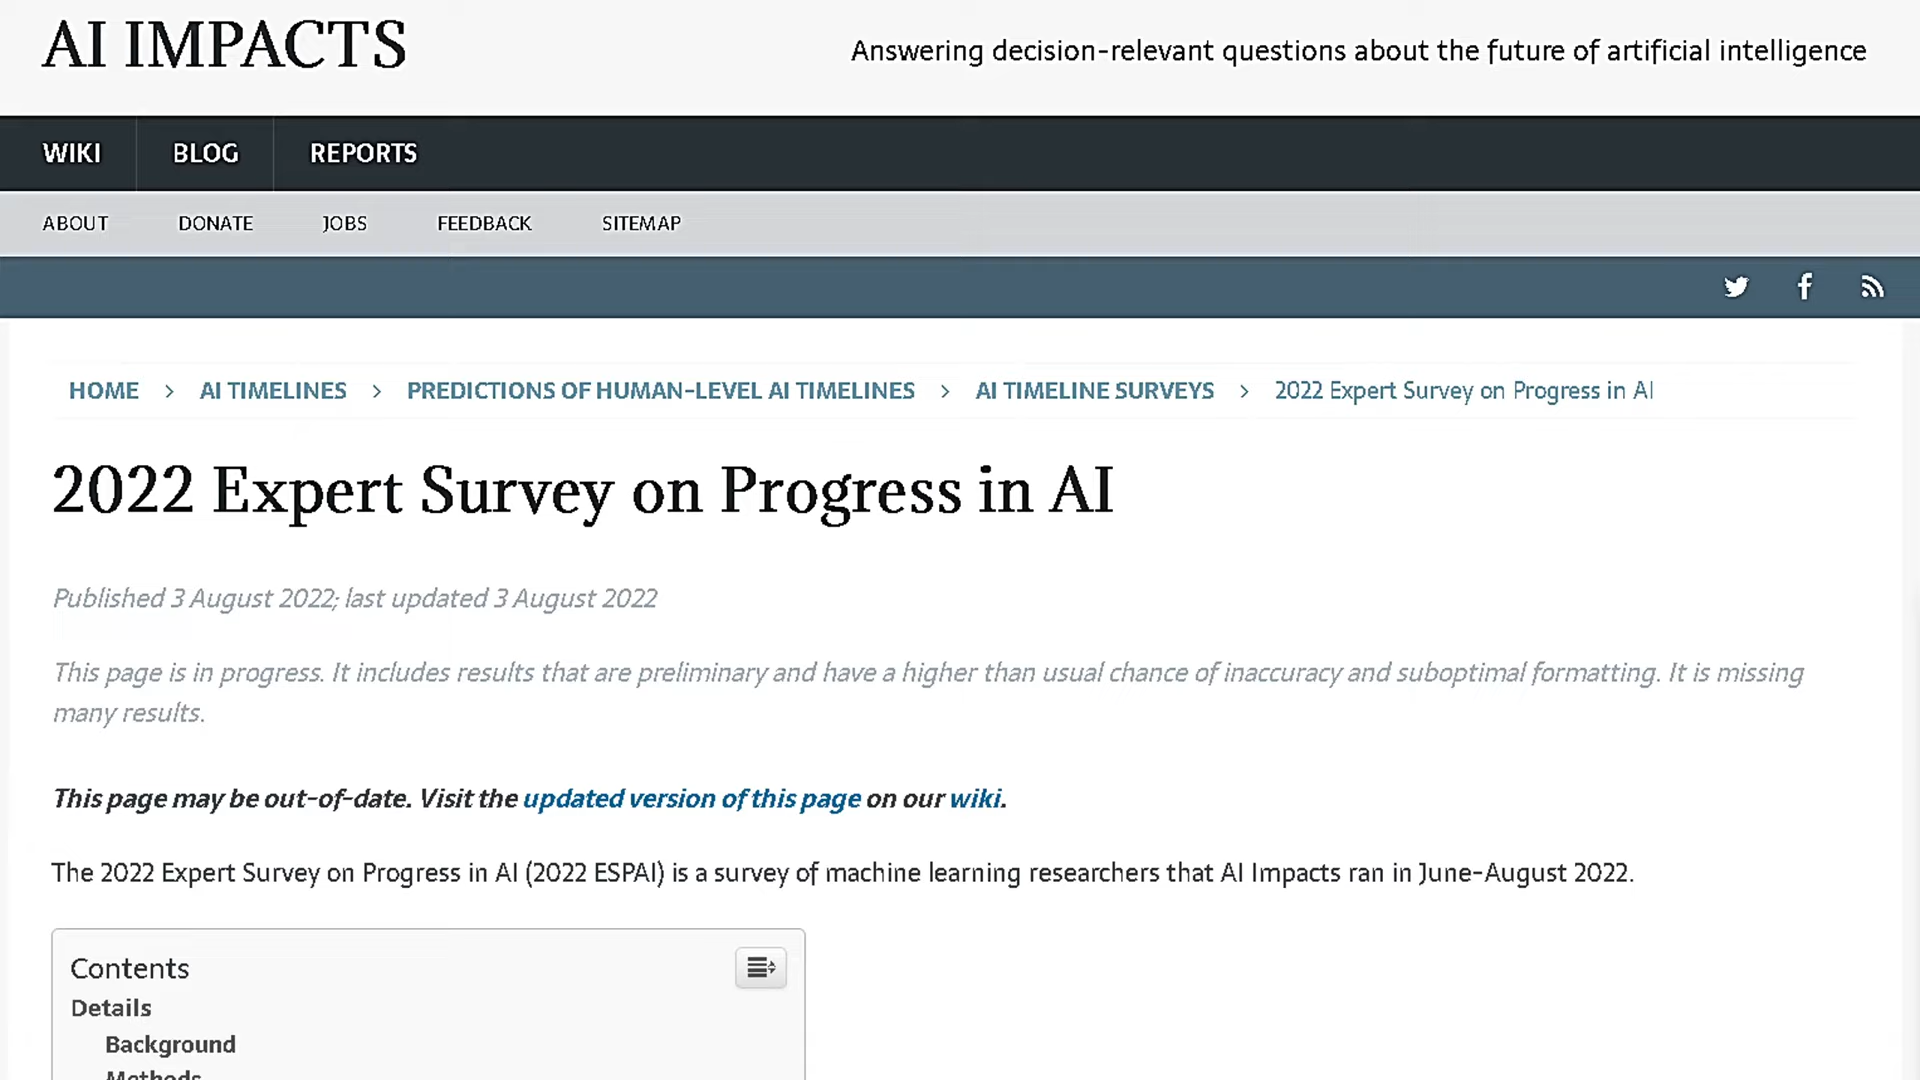 AI IMPACTS
Answering decision-relevant questions about the future of artificial intelligence
WIKI BLOG REPORTS
ABOUT DONATE JOBS FEEDBACK SITEMAP
HOME > AI TIMELINES > PREDICTIONS OF HUMAN-LEVEL AI TIMELINES > AI TIMELINE SURVEYS > 2022 Expert Survey on Progress in AI
2022 Expert Survey on Progress in AI
Published 3 August 2022; last updated 3 August 2022
This page is in progress. It includes results that are preliminary and have a higher than usual chance of inaccuracy and suboptimal formatting. It is missing
many results.
This page may be out-of-date. Visit the updated version of this page on our wiki.
The 2022 Expert Survey on Progress in AI (2022 ESPAI) is a survey of machine learning researchers that AI Impacts ran in June-August 2022.
Contents
Details
Background
Methods